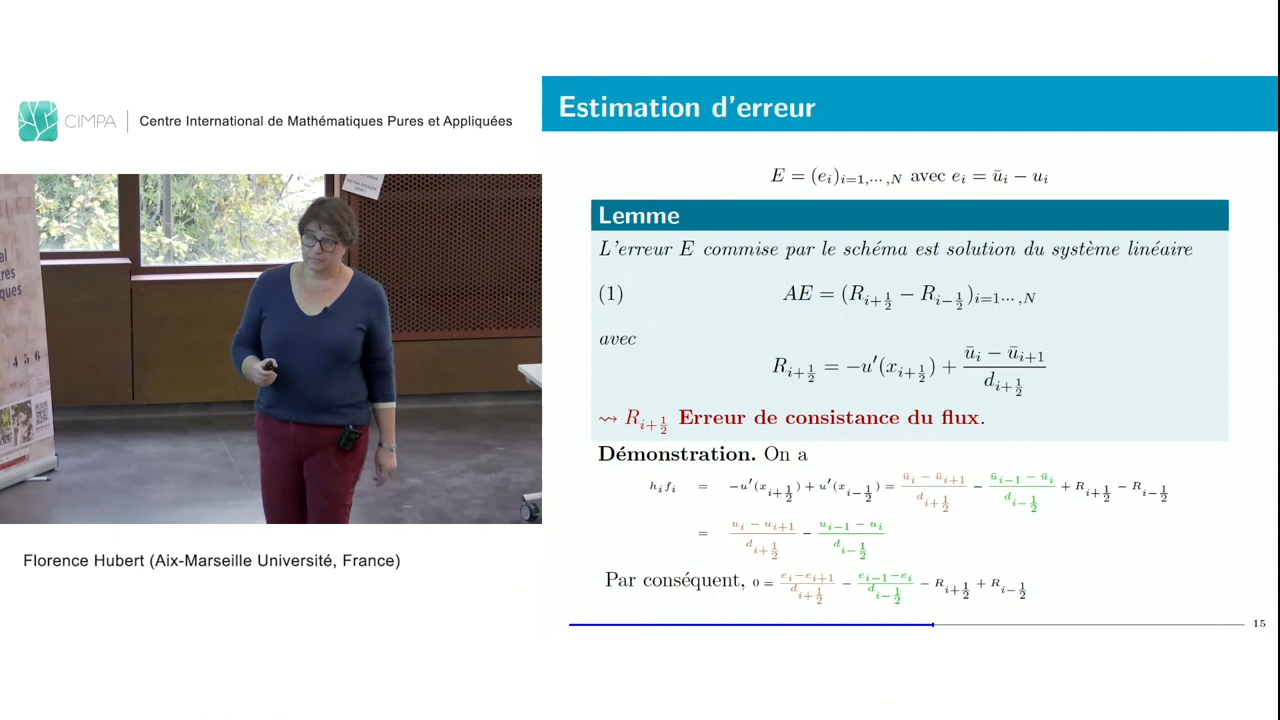 CIMPA
Centre International de Mathématiques Pures et Appliquées
al
res
iques
4 5 6
Florence Hubert (Aix-Marseille Université, France)
Estimation d'erreur
E = (e_i)_{i=1,⋯,N} avec e_i = ū_i − u_i
Lemme
L'erreur E commise par le schéma est solution du système linéaire
(1) AE = (R_{i+1/2} − R_{i−1/2})_{i=1⋯,N}
avec
R_{i+1/2} = −u′(x_{i+1/2}) + (ū_i − ū_{i+1})/d_{i+1/2}
⇝ R_{i+1/2} Erreur de consistance du flux.
Démonstration. On a
h_i f_i = −u′(x_{i+1/2}) + u′(x_{i−1/2}) = (ū_i − ū_{i+1})/d_{i+1/2} − (ū_{i−1} − ū_i)/d_{i−1/2} + R_{i+1/2} − R_{i−1/2}
= (u_i − u_{i+1})/d_{i+1/2} − (u_{i−1} − u_i)/d_{i−1/2}
Par conséquent, 0 = (e_i−e_{i+1})/d_{i+1/2} − (e_{i−1}−e_i)/d_{i−1/2} − R_{i+1/2} + R_{i−1/2}
15